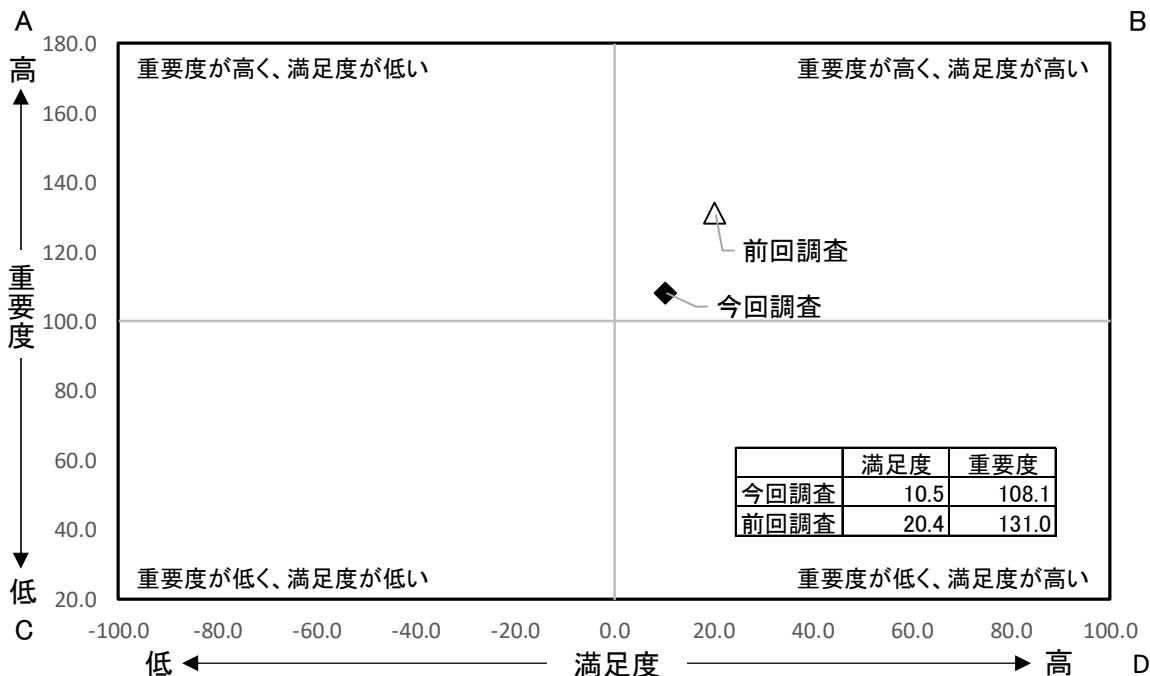 A
B
180.0
高
重要度が高く、満足度が低い
重要度が高く、満足度が高い
160.0
140.0
120.0
前回調査
重要度
今回調査
100.0
80.0
60.0
満足度 重要度
今回調査 10.5 108.1
40.0
前回調査 20.4 131.0
低
重要度が低く、満足度が低い
重要度が低く、満足度が高い
20.0
C
-100.0 -80.0 -60.0 -40.0 -20.0 0.0 20.0 40.0 60.0 80.0 100.0
低 満足度 高
D